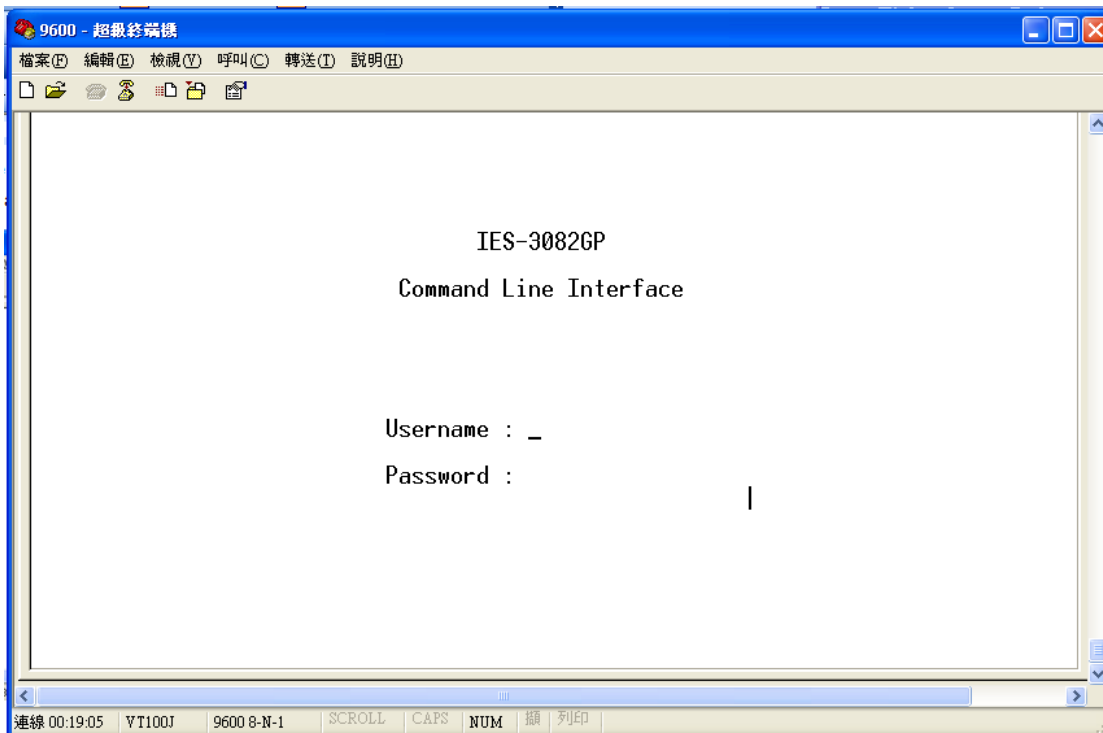 9600 - 超級終端機
檔案(F) 編輯(E) 檢視(V) 呼叫(C) 轉送(T) 說明(H)
IES-3082GP
Command Line Interface
Username : _
Password :
連線 00:19:05 VT100J 9600 8-N-1 SCROLL CAPS NUM 擷 列印